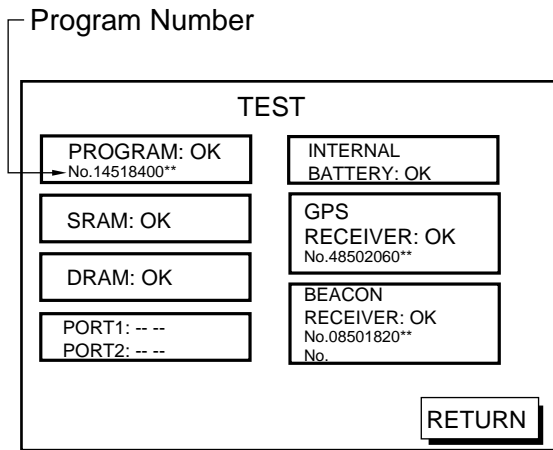 Program Number
TEST
PROGRAM: OK
No.14518400**
SRAM: OK
DRAM: OK
PORT1: -- --
PORT2: -- --
INTERNAL
BATTERY: OK
GPS
RECEIVER: OK
No.48502060**
BEACON
RECEIVER: OK
No.08501820**
No.
RETURN